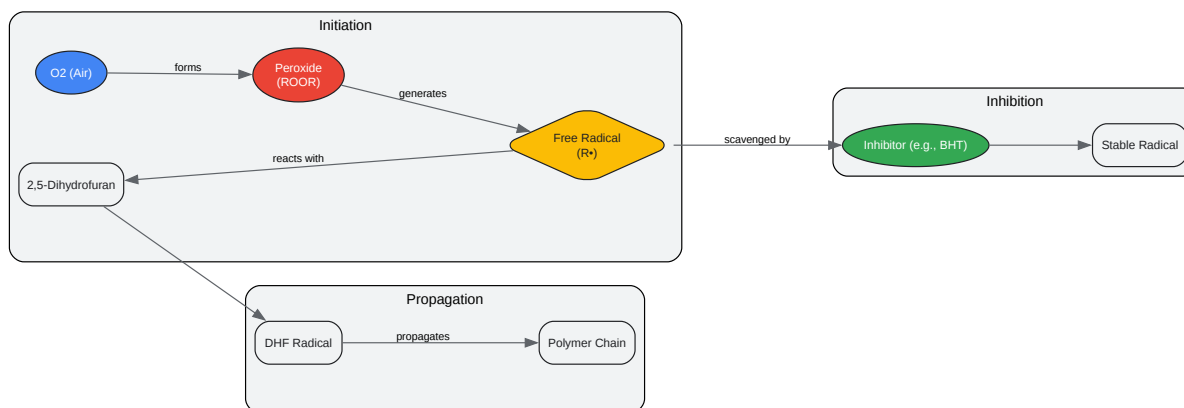 Initiation
O2 (Air)
forms
Peroxide
(ROOR)
generates
Free Radical
(R•)
reacts with
2,5-Dihydrofuran
scavenged by
Inhibition
Inhibitor (e.g., BHT)
Stable Radical
Propagation
DHF Radical
propagates
Polymer Chain